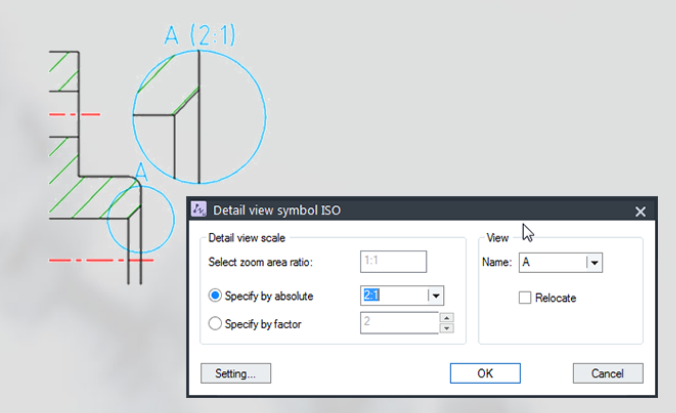 A (2:1)
A
Detail view symbol ISO
Detail view scale
Select zoom area ratio:
1:1
Specify by absolute
2:1
Specify by factor
2
View
Name:
A
Relocate
Setting...
OK
Cancel